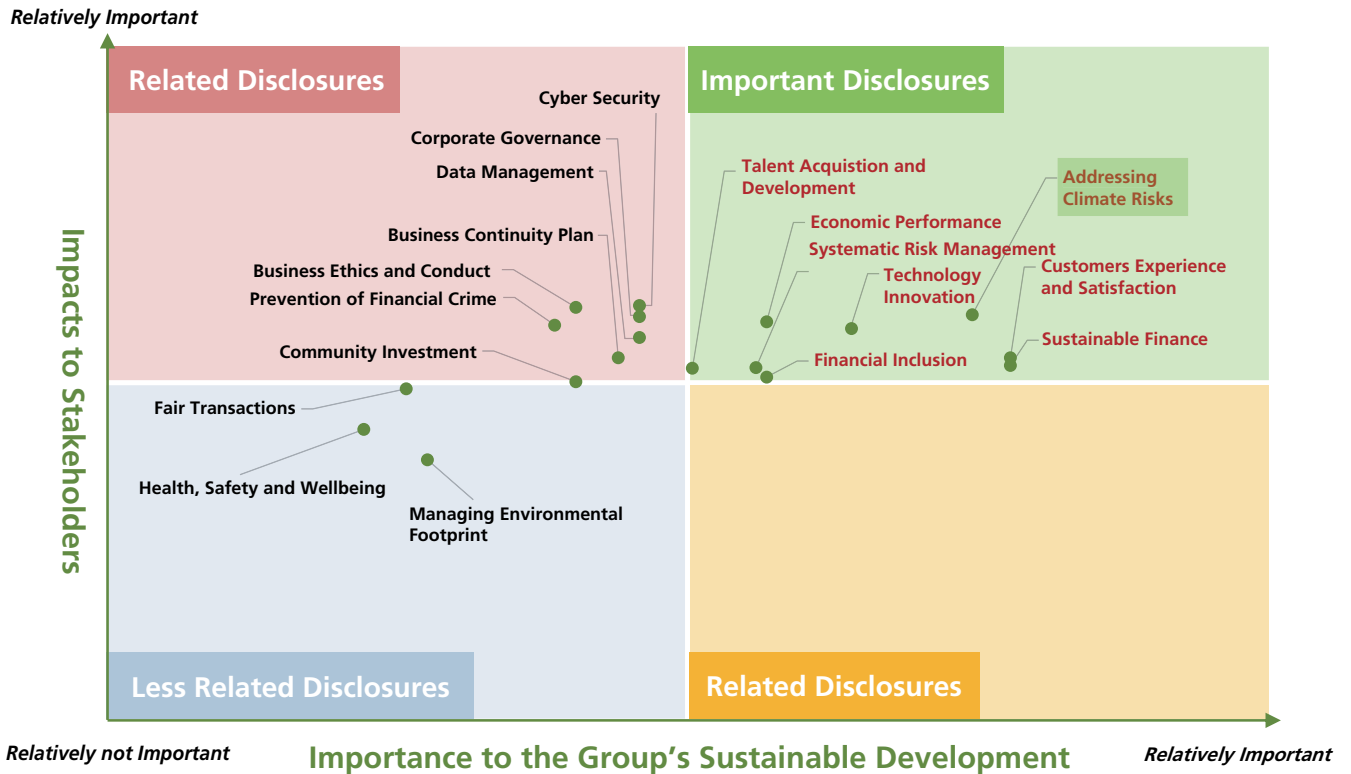 Relatively Important
Related Disclosures
Important Disclosures
Cyber Security
Corporate Governance
Data Management
Business Continuity Plan
Business Ethics and Conduct
Prevention of Financial Crime
Community Investment
Talent Acquistion and
Development
Addressing
Climate Risks
Economic Performance
Systematic Risk Management
Technology
Innovation
Customers Experience
and Satisfaction
Sustainable Finance
Financial Inclusion
Impacts to Stakeholders
Fair Transactions
Health, Safety and Wellbeing
Managing Environmental
Footprint
Less Related Disclosures
Related Disclosures
Relatively not Important
Importance to the Group’s Sustainable Development
Relatively Important